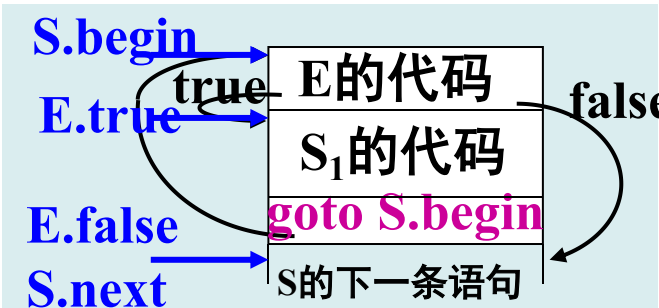 S.begin
true
E的代码
false
E.true
S₁的代码
goto S.begin
E.false
S.next
S的下一条语句